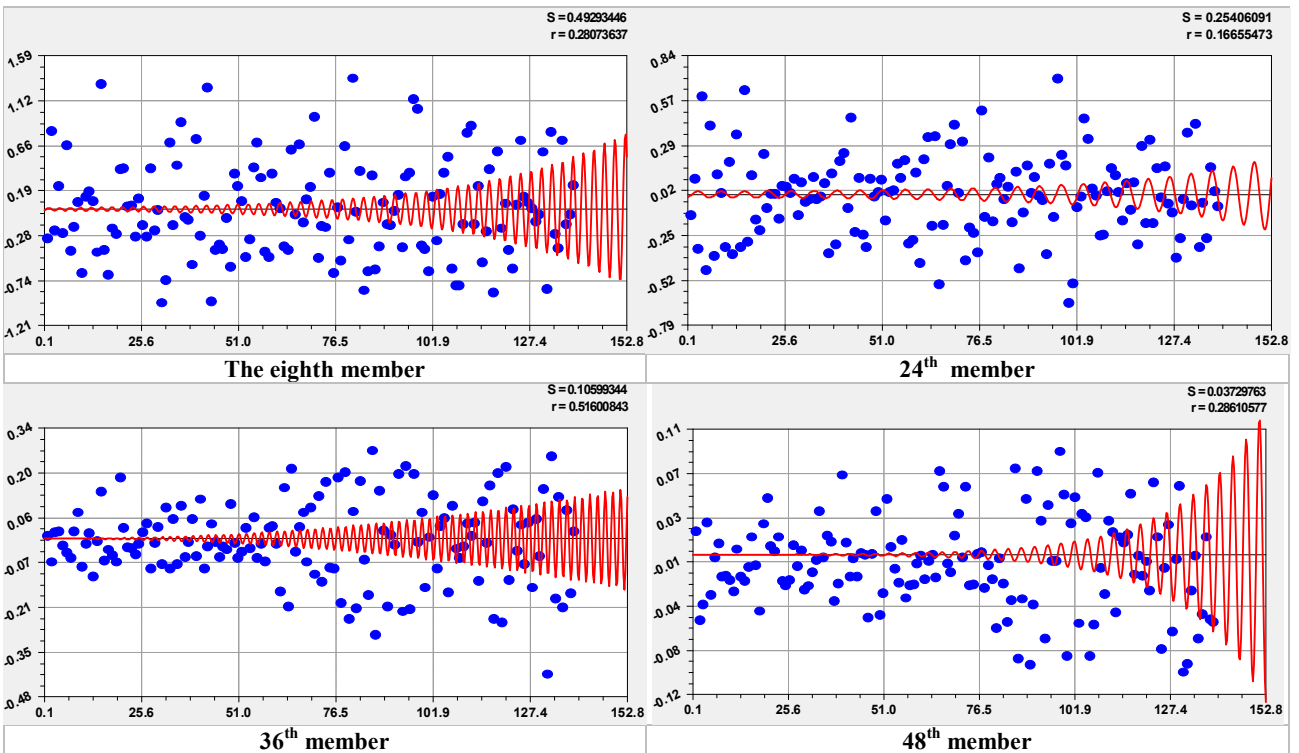 S = 0.49293446
r = 0.28073637
1.59
1.12
0.66
0.19
-0.28
-0.74
-1.21
0.1 25.6 51.0 76.5 101.9 127.4 152.8
The eighth member
S = 0.25406091
r = 0.16655473
0.84
0.57
0.29
0.02
-0.25
-0.52
-0.79
0.1 25.6 51.0 76.5 101.9 127.4 152.8
24th member
S = 0.10599344
r = 0.51600843
0.34
0.20
0.06
-0.07
-0.21
-0.35
-0.48
0.1 25.6 51.0 76.5 101.9 127.4 152.8
36th member
S = 0.03729763
r = 0.28610577
0.11
0.07
0.03
-0.01
-0.04
-0.08
-0.12
0.1 25.6 51.0 76.5 101.9 127.4 152.8
48th member